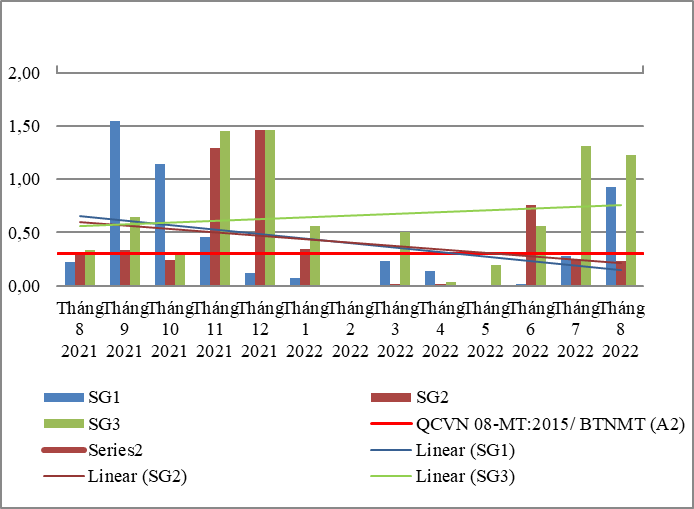 2,00
1,50
1,00
0,50
0,00
Tháng Tháng Tháng Tháng Tháng Tháng Tháng Tháng Tháng Tháng Tháng Tháng Tháng
8 9 10 11 12 1 2 3 4 5 6 7 8
2021 2021 2021 2021 2021 2022 2022 2022 2022 2022 2022 2022 2022
SG1 SG2
SG3 QCVN 08-MT:2015/ BTNMT (A2)
Series2 Linear (SG1)
Linear (SG2) Linear (SG3)